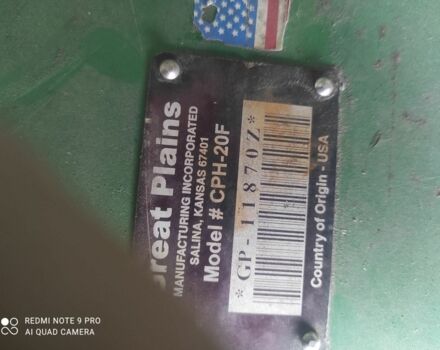 Great Plains
MANUFACTURING INCORPORATED
SALINA, KANSAS 67401
Model # CPH-20F
*GP-11870Z*
Country of Origin - USA
REDMI NOTE 9 PRO
AI QUAD CAMERA